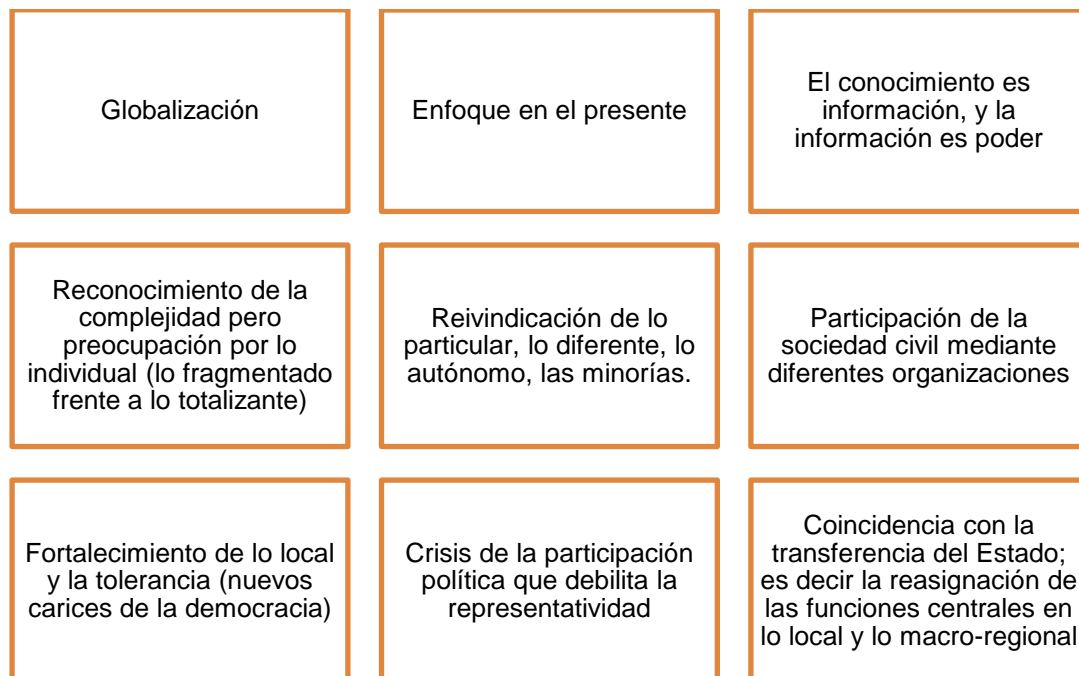 Globalización
Enfoque en el presente
El conocimiento es
información, y la
información es poder
Reconocimiento de la
complejidad pero
preocupación por lo
individual (lo fragmentado
frente a lo totalizante)
Reivindicación de lo
particular, lo diferente, lo
autónomo, las minorías.
Participación de la
sociedad civil mediante
diferentes organizaciones
Fortalecimiento de lo local
y la tolerancia (nuevos
carices de la democracia)
Crisis de la participación
política que debilita la
representatividad
Coincidencia con la
transferencia del Estado;
es decir la reasignación de
las funciones centrales en
lo local y lo macro-regional